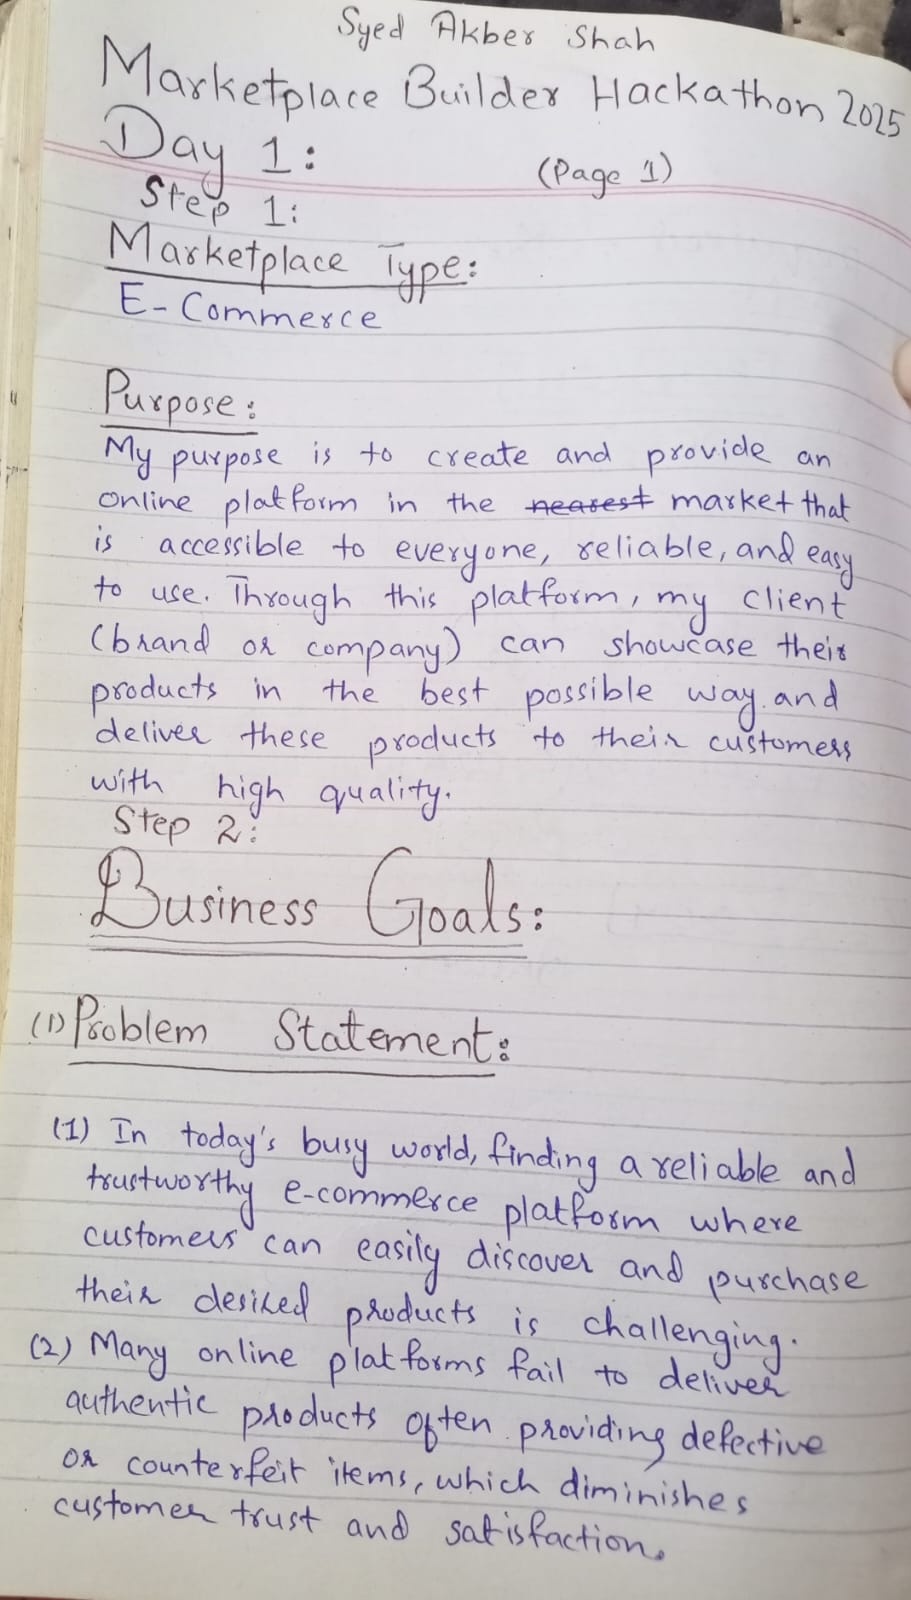 Syed Akber Shah
Marketplace Builder Hackathon 2025
Day 1:
(Page 1)
Step 1:
Marketplace Type:
E-Commerce
Purpose:
My purpose is to create and provide an
online platform in the nearest market that
is accessible to everyone, reliable, and easy
to use. Through this platform, my client
(brand or company) can showcase their
products in the best possible way. and
deliver these products to their customers
with high quality.
Step 2:
Business Goals:
(1) Problem Statement:
(1) In today's busy world, finding a reliable and
trustworthy e-commerce platform where
customers can easily discover and purchase
their desired products is challenging.
(2) Many online platforms fail to deliver
authentic products often providing defective
or counterfeit items, which diminishes
customer trust and satisfaction.